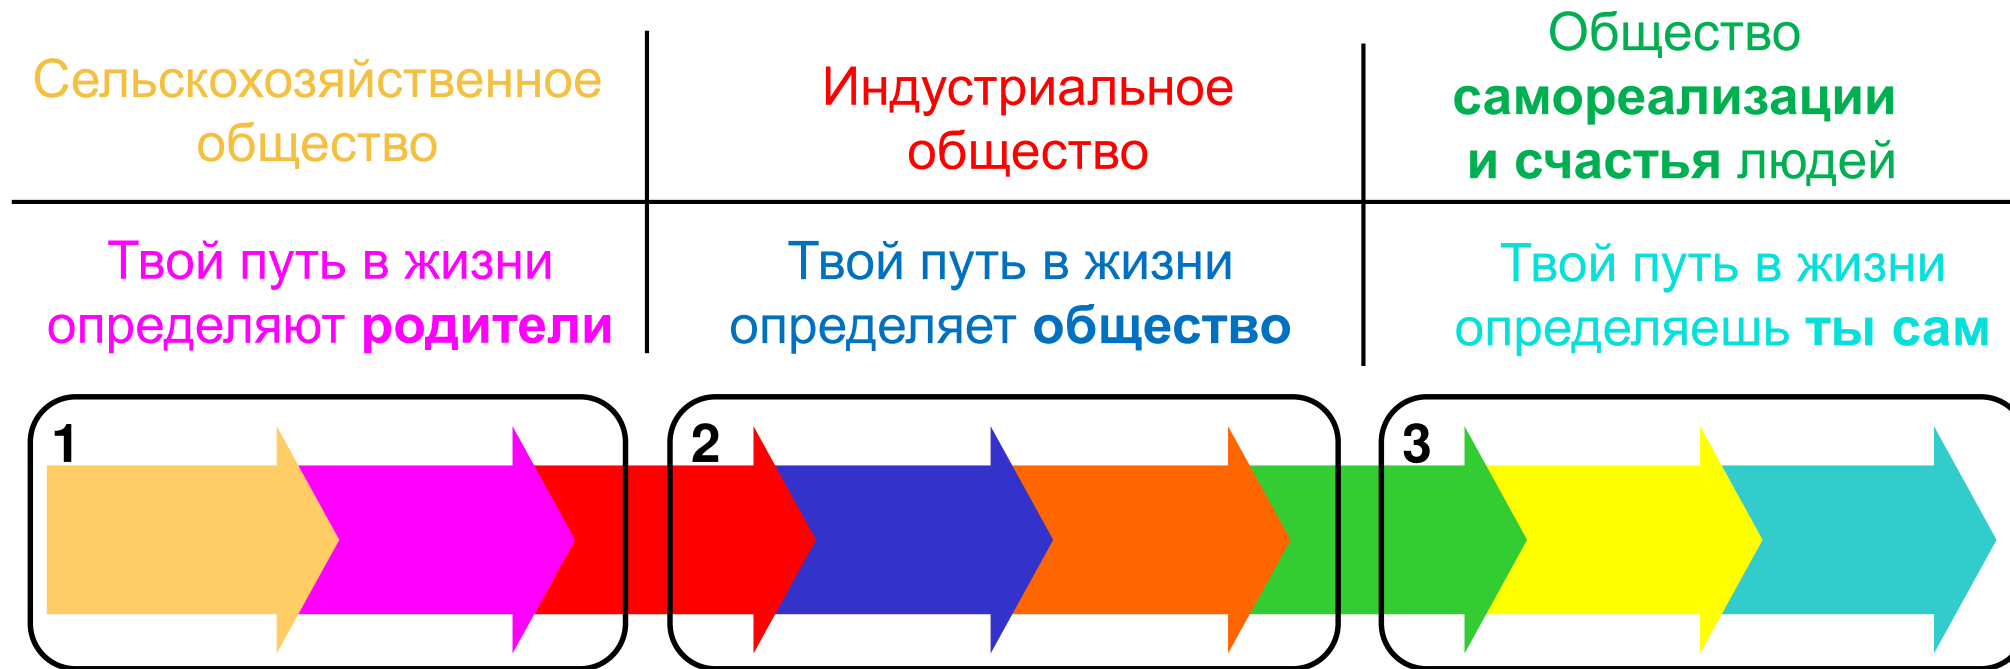 Сельскохозяйственное
общество
Индустриальное
общество
Общество
самореализации
и счастья людей
Твой путь в жизни
определяют родители
Твой путь в жизни
определяет общество
Твой путь в жизни
определяешь ты сам
1
2
3